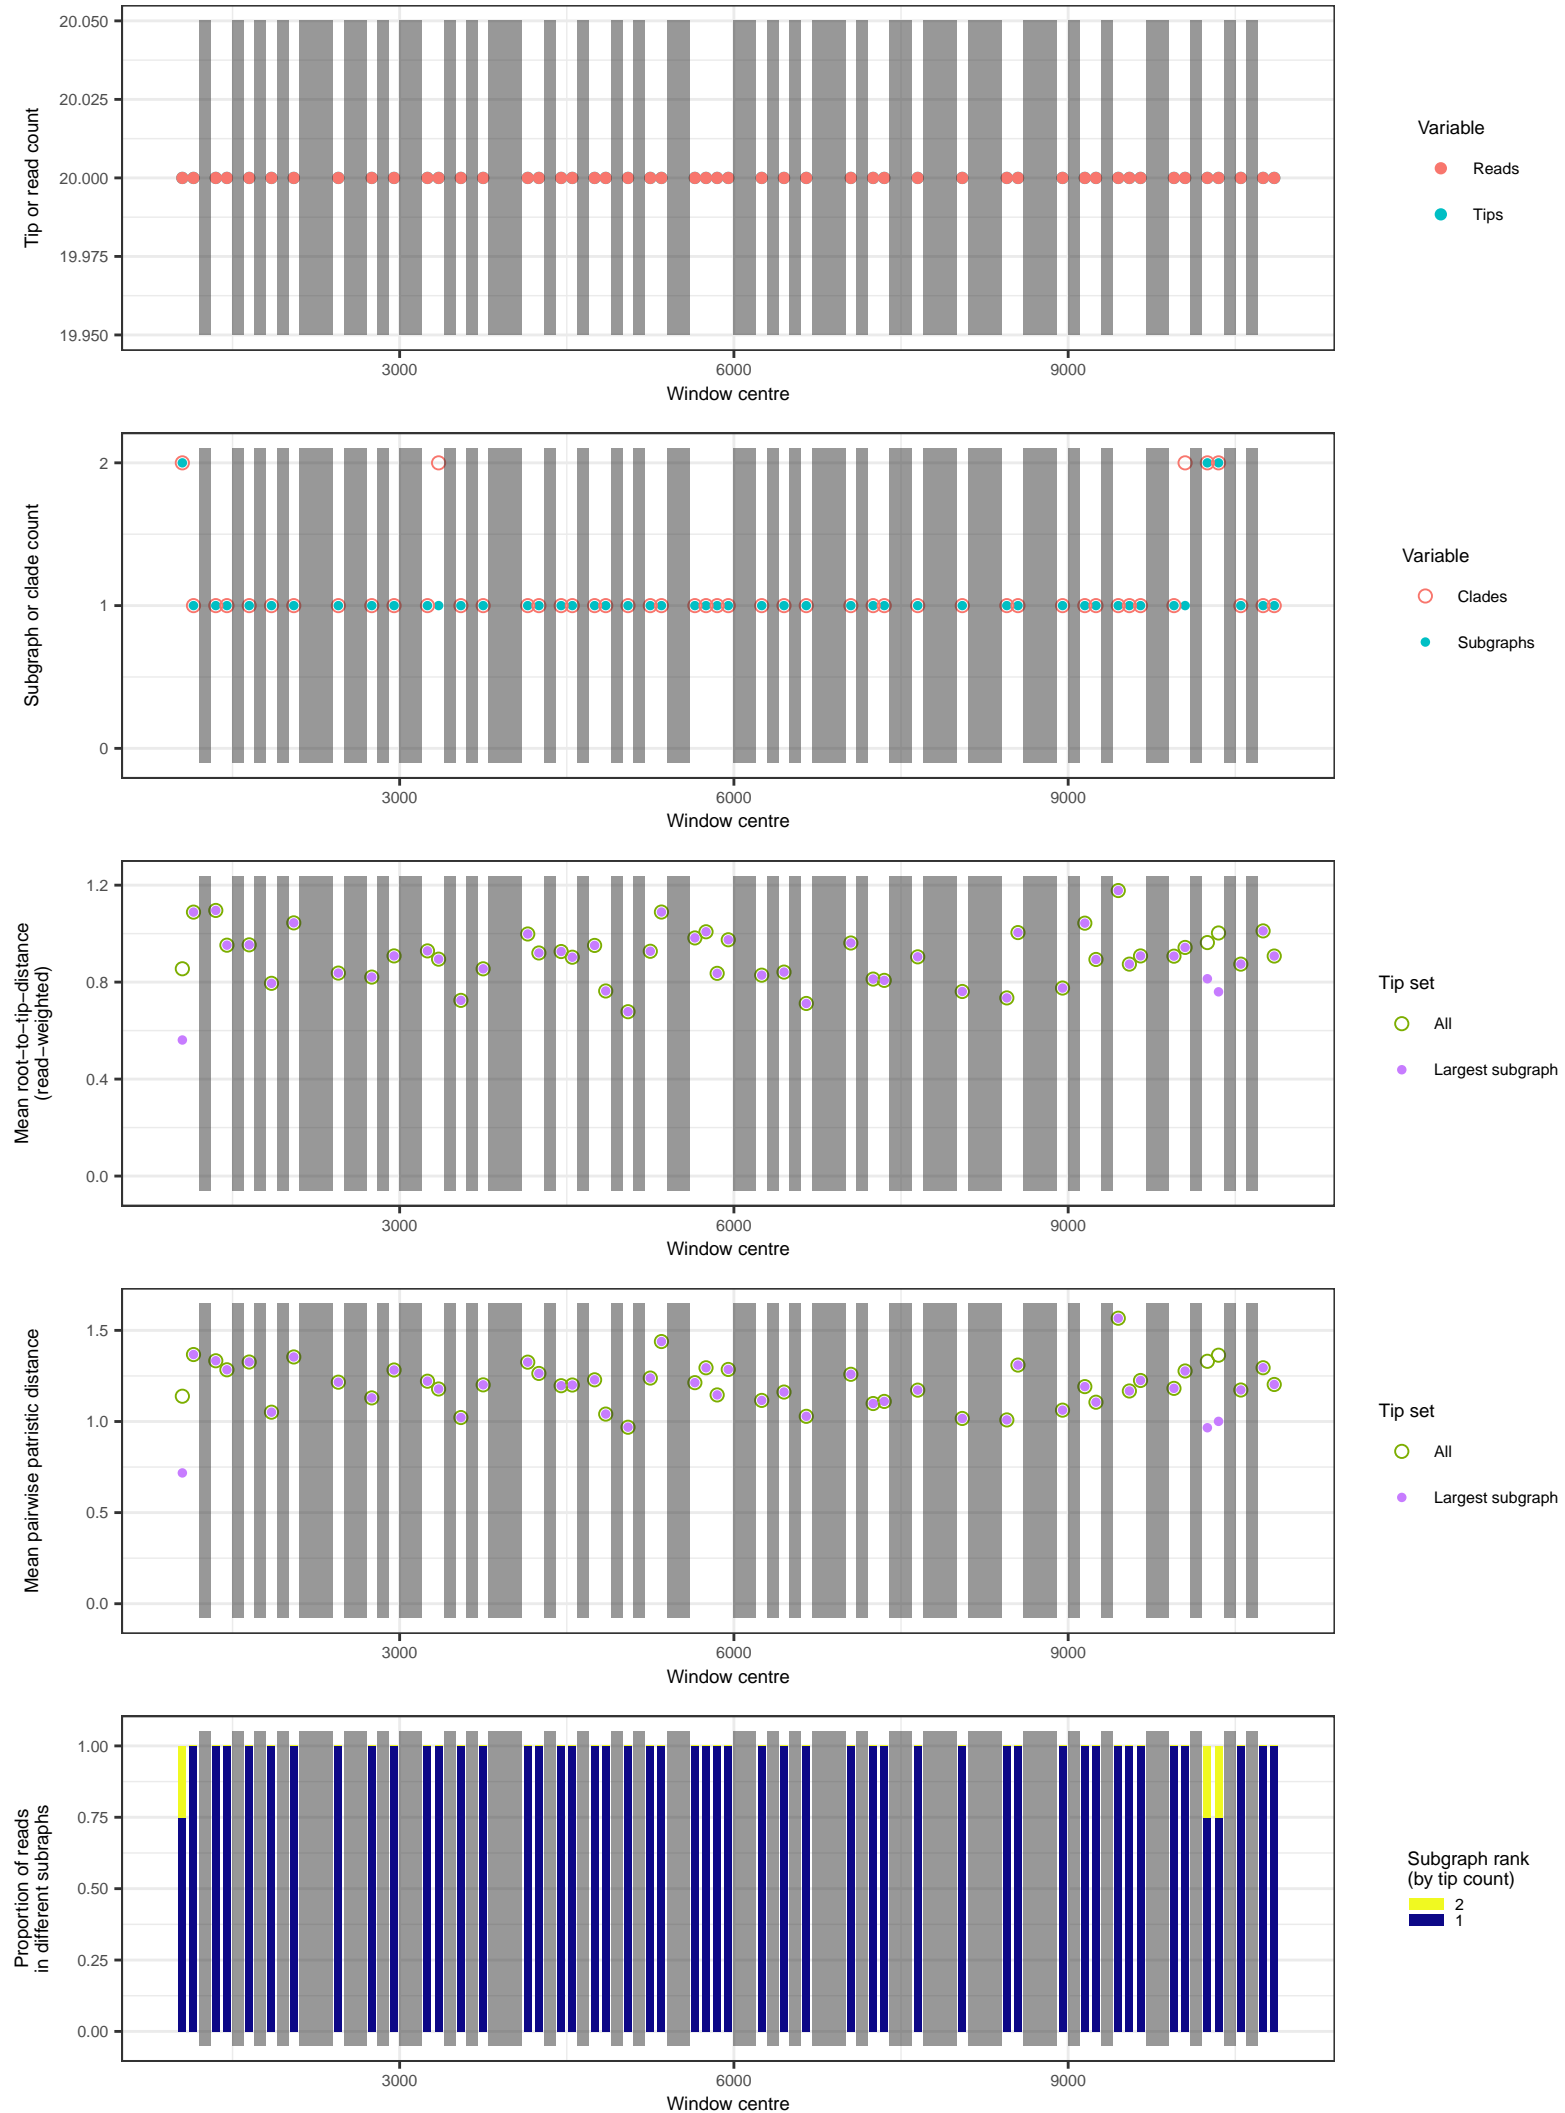 20.050
20.025
20.000
19.975
19.950
Tip or read count
3000 6000 9000
Window centre
Variable
Reads
Tips
2
1
0
Subgraph or clade count
3000 6000 9000
Window centre
Variable
Clades
Subgraphs
1.2
0.8
0.4
0.0
Mean root−to−tip−distance
(read−weighted)
3000 6000 9000
Window centre
Tip set
All
Largest subgraph
1.5
1.0
0.5
0.0
Mean pairwise patristic distance
3000 6000 9000
Window centre
Tip set
All
Largest subgraph
1.00
0.75
0.50
0.25
0.00
Proportion of reads
in different subraphs
3000 6000 9000
Window centre
Subgraph rank
(by tip count)
2
1